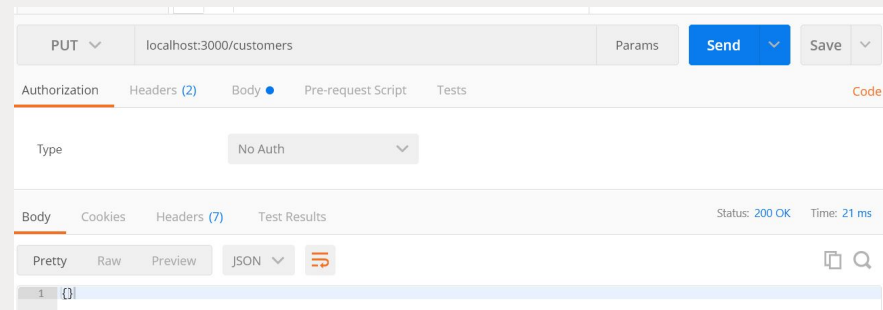 PUT localhost:3000/customers Params Send Save
Authorization Headers (2) Body Pre-request Script Tests Code
Type No Auth
Body Cookies Headers (7) Test Results Status: 200 OK Time: 21 ms
Pretty Raw Preview JSON
1 {}